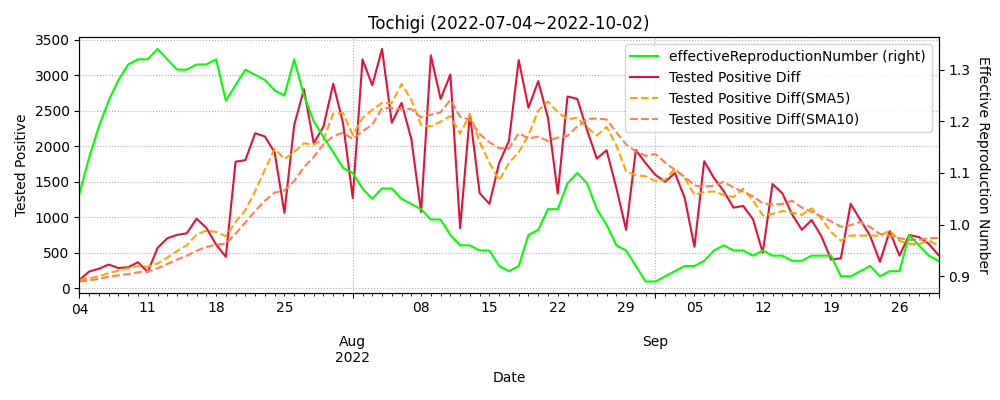 Tochigi (2022-07-04~2022-10-02)
effectiveReproductionNumber (right)
Tested Positive Diff
Tested Positive Diff(SMA5)
Tested Positive Diff(SMA10)
Tested Positive
3500
3000
2500
2000
1500
1000
500
0
1.3
1.2
1.1
1.0
0.9
Effective Reproduction Number
04 11 18 25 08 15 22 29 05 12 19 26
Aug Sep
2022
Date